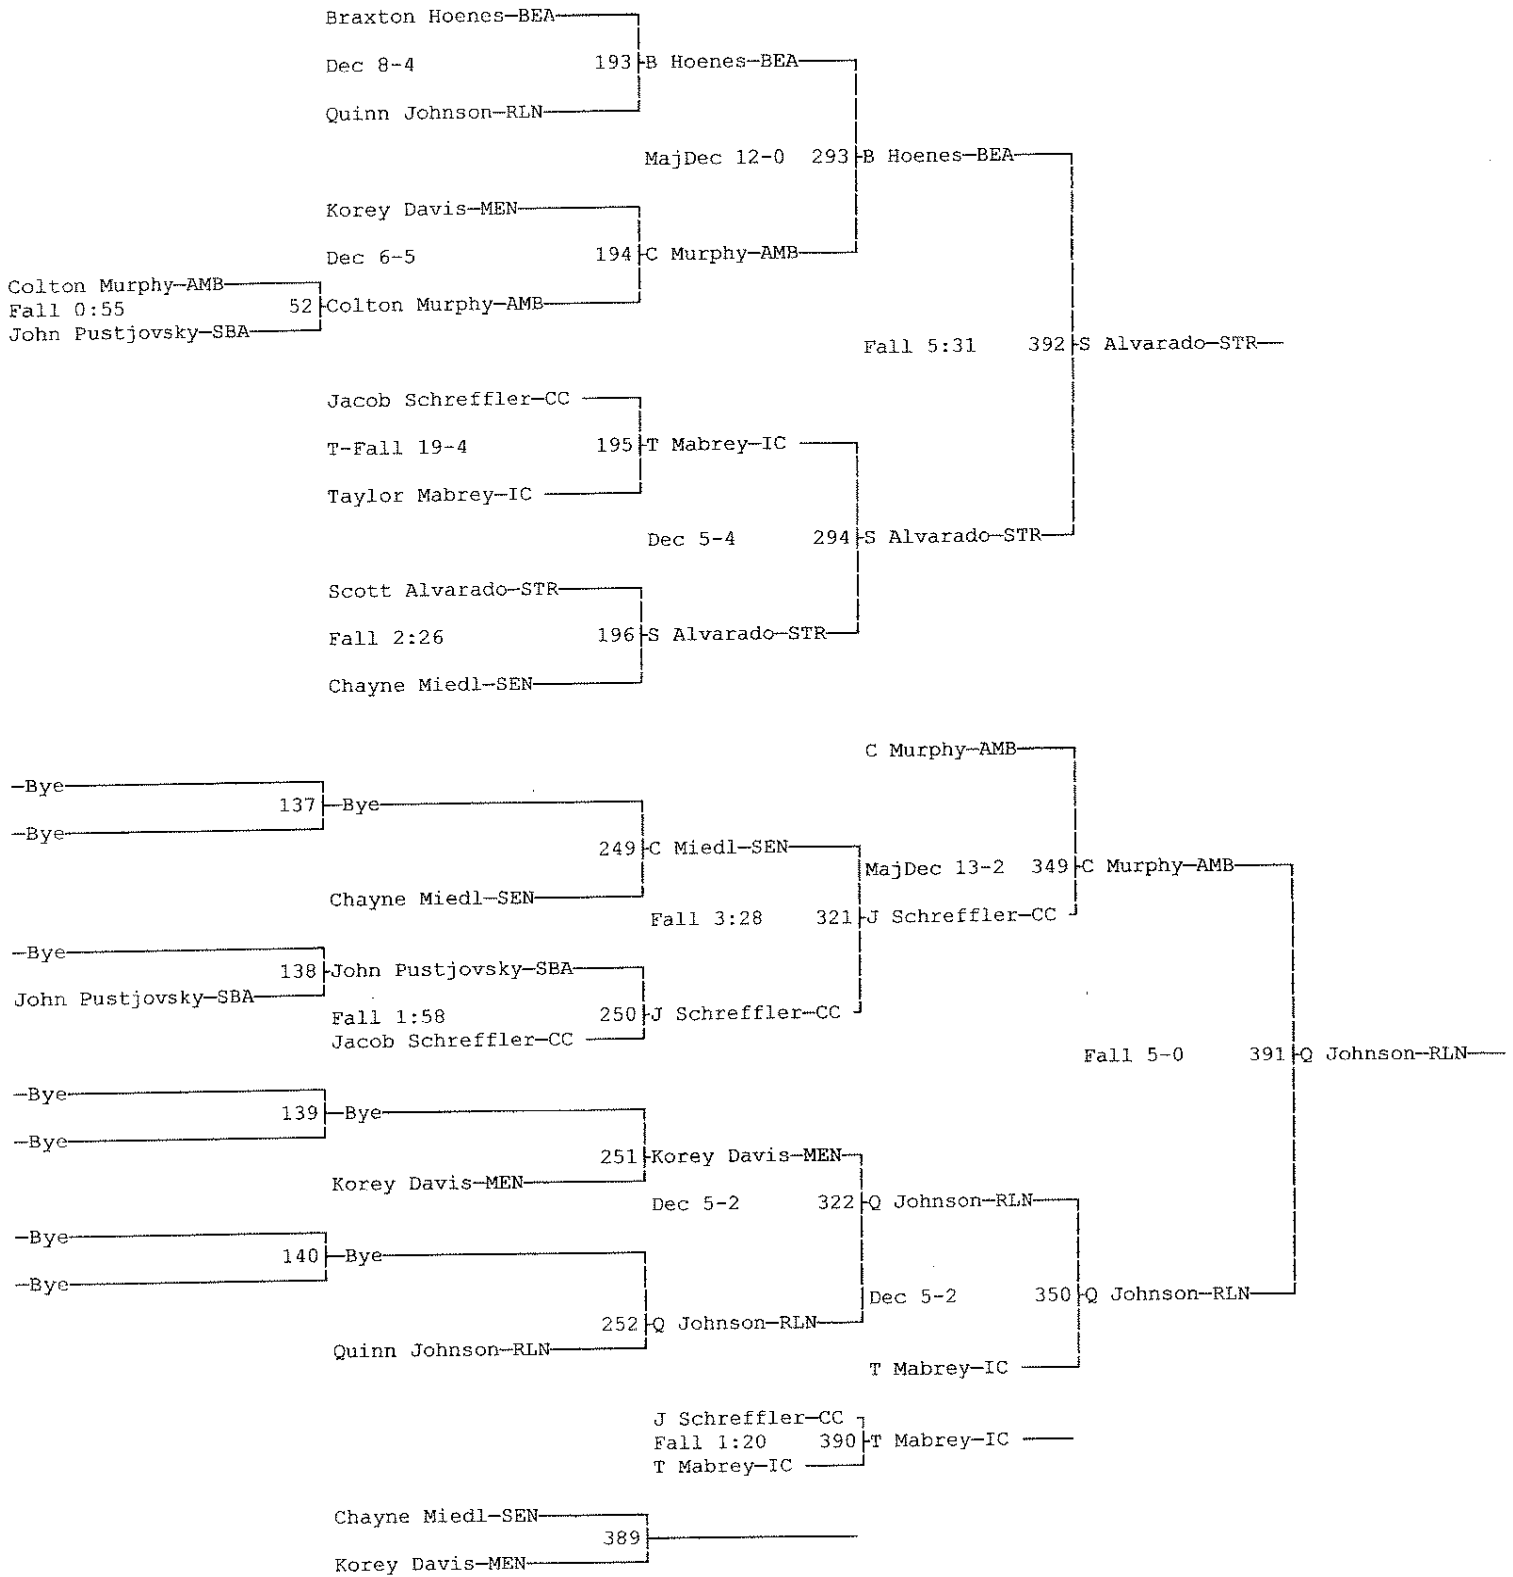 Braxton Hoenes-BEA
Dec 8-4 193 B Hoenes-BEA
Quinn Johnson-RLN
MajDec 12-0 293 B Hoenes-BEA
Korey Davis-MEN
Dec 6-5 194 C Murphy-AMB
Colton Murphy-AMB
Fall 0:55 52 Colton Murphy-AMB
John Pustjovsky-SBA
Fall 5:31 392 S Alvarado-STR
Jacob Schreffler-CC
T-Fall 19-4 195 T Mabrey-IC
Taylor Mabrey-IC
Dec 5-4 294 S Alvarado-STR
Scott Alvarado-STR
Fall 2:26 196 S Alvarado-STR
Chayne Miedl-SEN
C Murphy-AMB
-Bye
137 -Bye
-Bye
249 C Miedl-SEN
MajDec 13-2 349 C Murphy-AMB
Chayne Miedl-SEN
Fall 3:28 321 J Schreffler-CC
-Bye
138 John Pustjovsky-SBA
John Pustjovsky-SBA
Fall 1:58 250 J Schreffler-CC
Jacob Schreffler-CC
Fall 5-0 391 Q Johnson-RLN
-Bye
139 -Bye
-Bye
251 Korey Davis-MEN
Korey Davis-MEN
Dec 5-2 322 Q Johnson-RLN
-Bye
140 -Bye
-Bye
Dec 5-2 350 Q Johnson-RLN
252 Q Johnson-RLN
Quinn Johnson-RLN
T Mabrey-IC
J Schreffler-CC
Fall 1:20 390 T Mabrey-IC
T Mabrey-IC
Chayne Miedl-SEN
389
Korey Davis-MEN